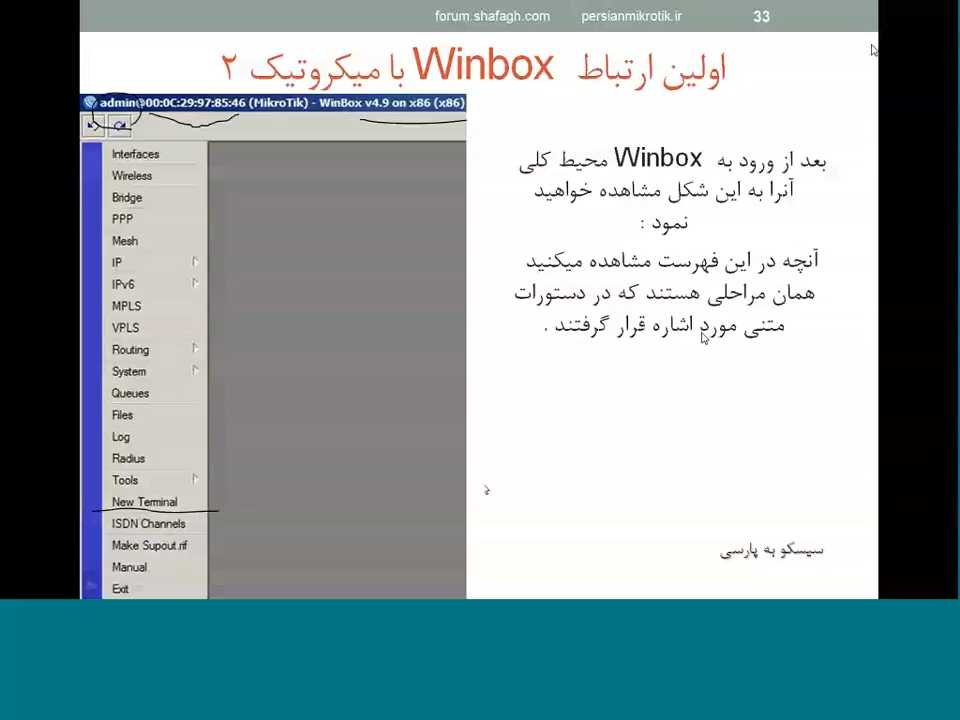 forum.shafagh.com persianmikrotik.ir 33
اولین ارتباط Winbox با میکروتیک ۲
admin@00:0C:29:97:85:46 (MikroTik) - WinBox v4.9 on x86 (x86)
Interfaces
Wireless
Bridge
PPP
Mesh
IP
IPv6
MPLS
VPLS
Routing
System
Queues
Files
Log
Radius
Tools
New Terminal
ISDN Channels
Make Supout.rif
Manual
Exit
بعد از ورود به Winbox محیط کلی
آنرا به این شکل مشاهده خواهید
نمود :
آنچه در این فهرست مشاهده میکنید
همان مراحلی هستند که در دستورات
متنی مورد اشاره قرار گرفتند .
سیسکو به پارسی